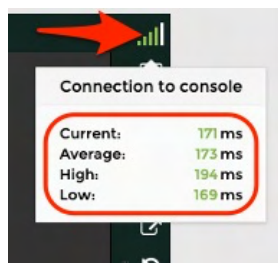 Connection to console
Current: 171 ms
Average: 173 ms
High: 194 ms
Low: 169 ms